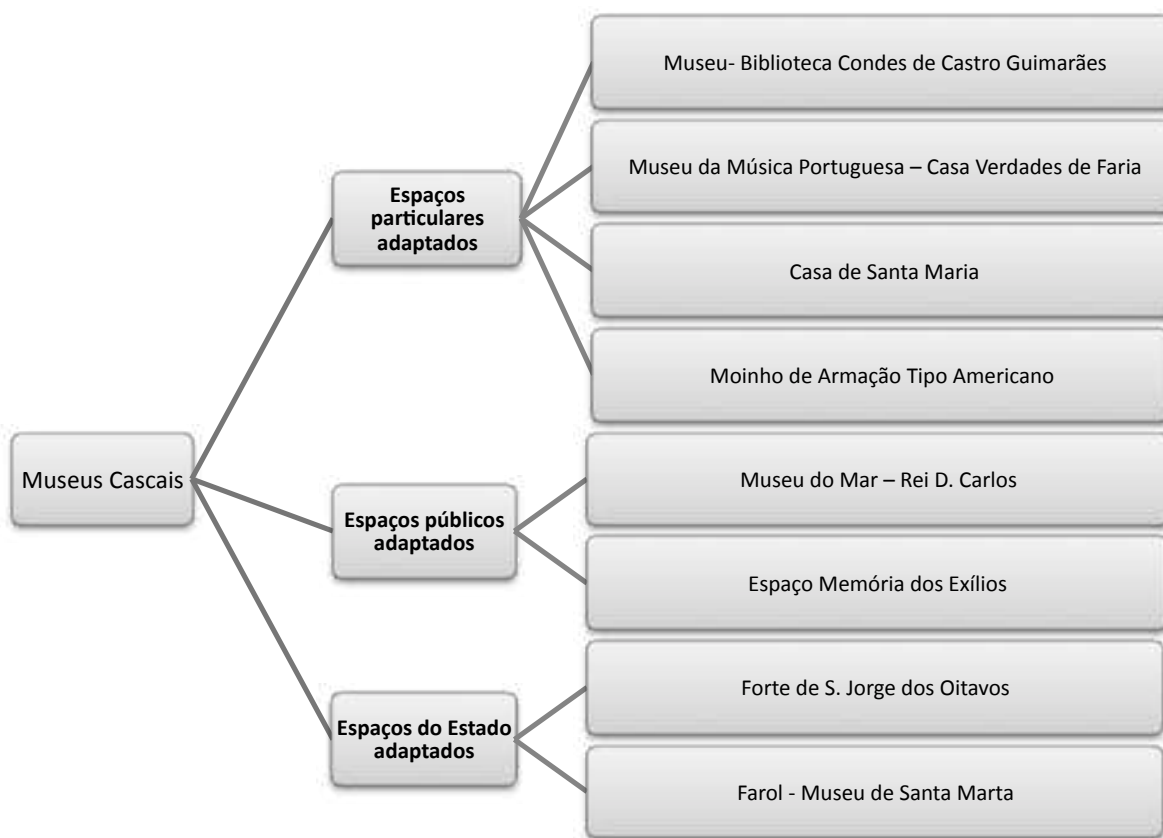 Museus Cascais
Espaços
particulares
adaptados
Museu- Biblioteca Condes de Castro Guimarães
Museu da Música Portuguesa – Casa Verdades de Faria
Casa de Santa Maria
Moinho de Armação Tipo Americano
Espaços públicos
adaptados
Museu do Mar – Rei D. Carlos
Espaço Memória dos Exílios
Espaços do Estado
adaptados
Forte de S. Jorge dos Oitavos
Farol - Museu de Santa Marta